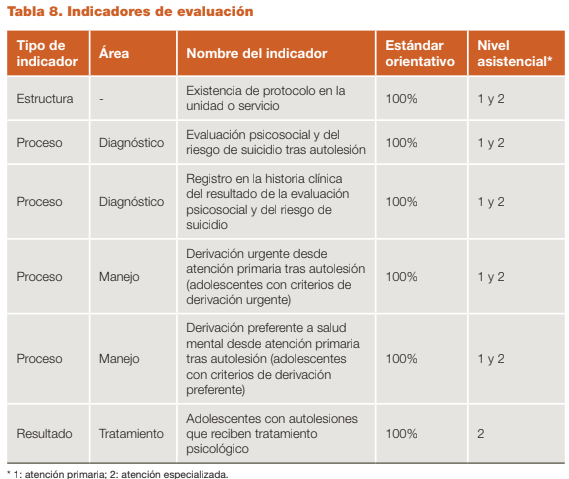 Tabla 8. Indicadores de evaluación
Tipo de indicador Área Nombre del indicador Estándar orientativo Nivel asistencial*
Estructura - Existencia de protocolo en la unidad o servicio 100% 1 y 2
Proceso Diagnóstico Evaluación psicosocial y del riesgo de suicidio tras autolesión 100% 1 y 2
Proceso Diagnóstico Registro en la historia clínica del resultado de la evaluación psicosocial y del riesgo de suicidio 100% 1 y 2
Proceso Manejo Derivación urgente desde atención primaria tras autolesión (adolescentes con criterios de derivación urgente) 100% 1 y 2
Proceso Manejo Derivación preferente a salud mental desde atención primaria tras autolesión (adolescentes con criterios de derivación preferente) 100% 1 y 2
Resultado Tratamiento Adolescentes con autolesiones que reciben tratamiento psicológico 100% 2
* 1: atención primaria; 2: atención especializada.